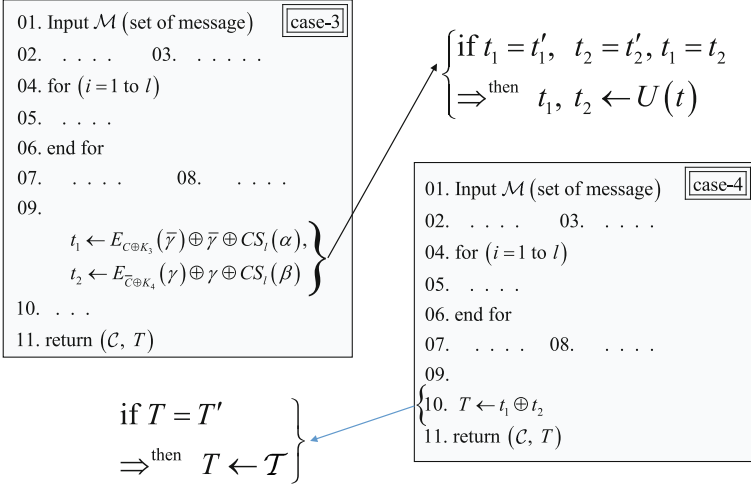 01. Input ℳ (set of message) case-3
02. . . . . 03. . . . . .
04. for (i = 1 to l)
05. . . . .
06. end for
07. . . . . 08. . . . .
09.
t₁ ← E_{C⊕K₃}(γ̅) ⊕ γ̅ ⊕ CS_l(α),
t₂ ← E_{C̅⊕K₄}(γ) ⊕ γ ⊕ CS_l(β)
10. . . .
11. return (𝒞, T)
if t₁ = t₁′, t₂ = t₂′, t₁ = t₂
⇒^{then} t₁, t₂ ← U(t)
01. Input ℳ (set of message) case-4
02. . . . . 03. . . . .
04. for (i = 1 to l)
05. . . . .
06. end for
07. . . . . 08. . . . .
09.
10. T ← t₁ ⊕ t₂
11. return (𝒞, T)
if T = T′
⇒^{then} T ← 𝒯